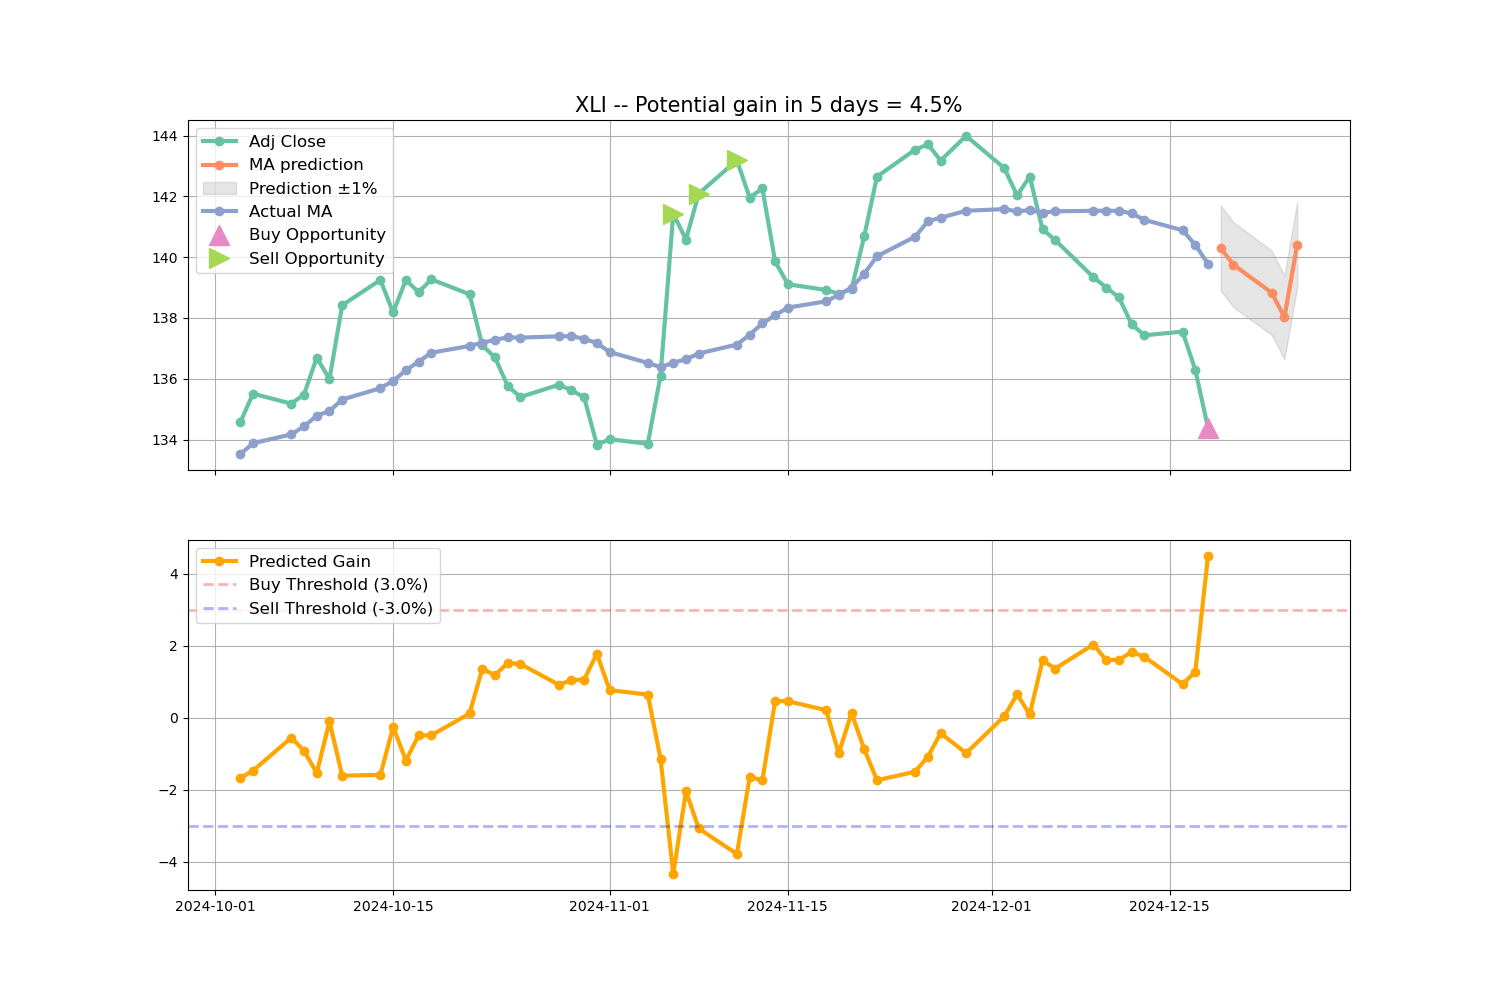 XLI -- Potential gain in 5 days = 4.5%
144
142
140
138
136
134
Adj Close
MA prediction
Prediction ±1%
Actual MA
Buy Opportunity
Sell Opportunity
4
2
0
−2
−4
Predicted Gain
Buy Threshold (3.0%)
Sell Threshold (-3.0%)
2024-10-01 2024-10-15 2024-11-01 2024-11-15 2024-12-01 2024-12-15